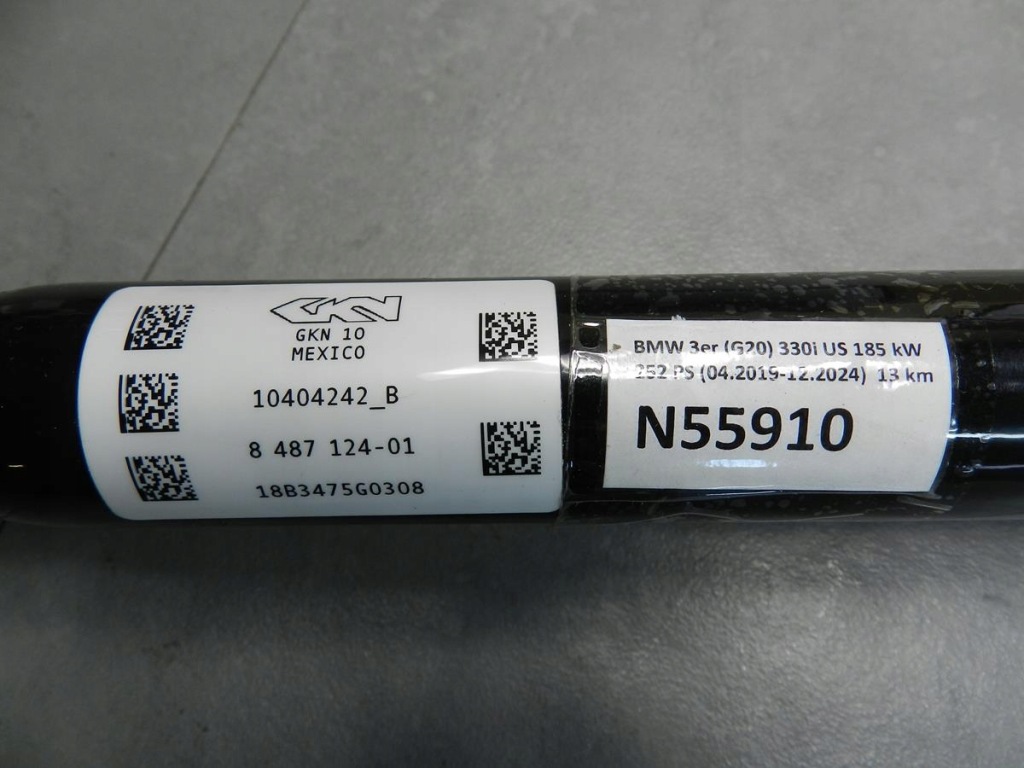 GKN
GKN 10
MEXICO
10404242_B
8 487 124-01
18B3475G0308
BMW 3er (G20) 330i US 185 kW
252 PS (04.2019-12.2024) 13 km
N55910